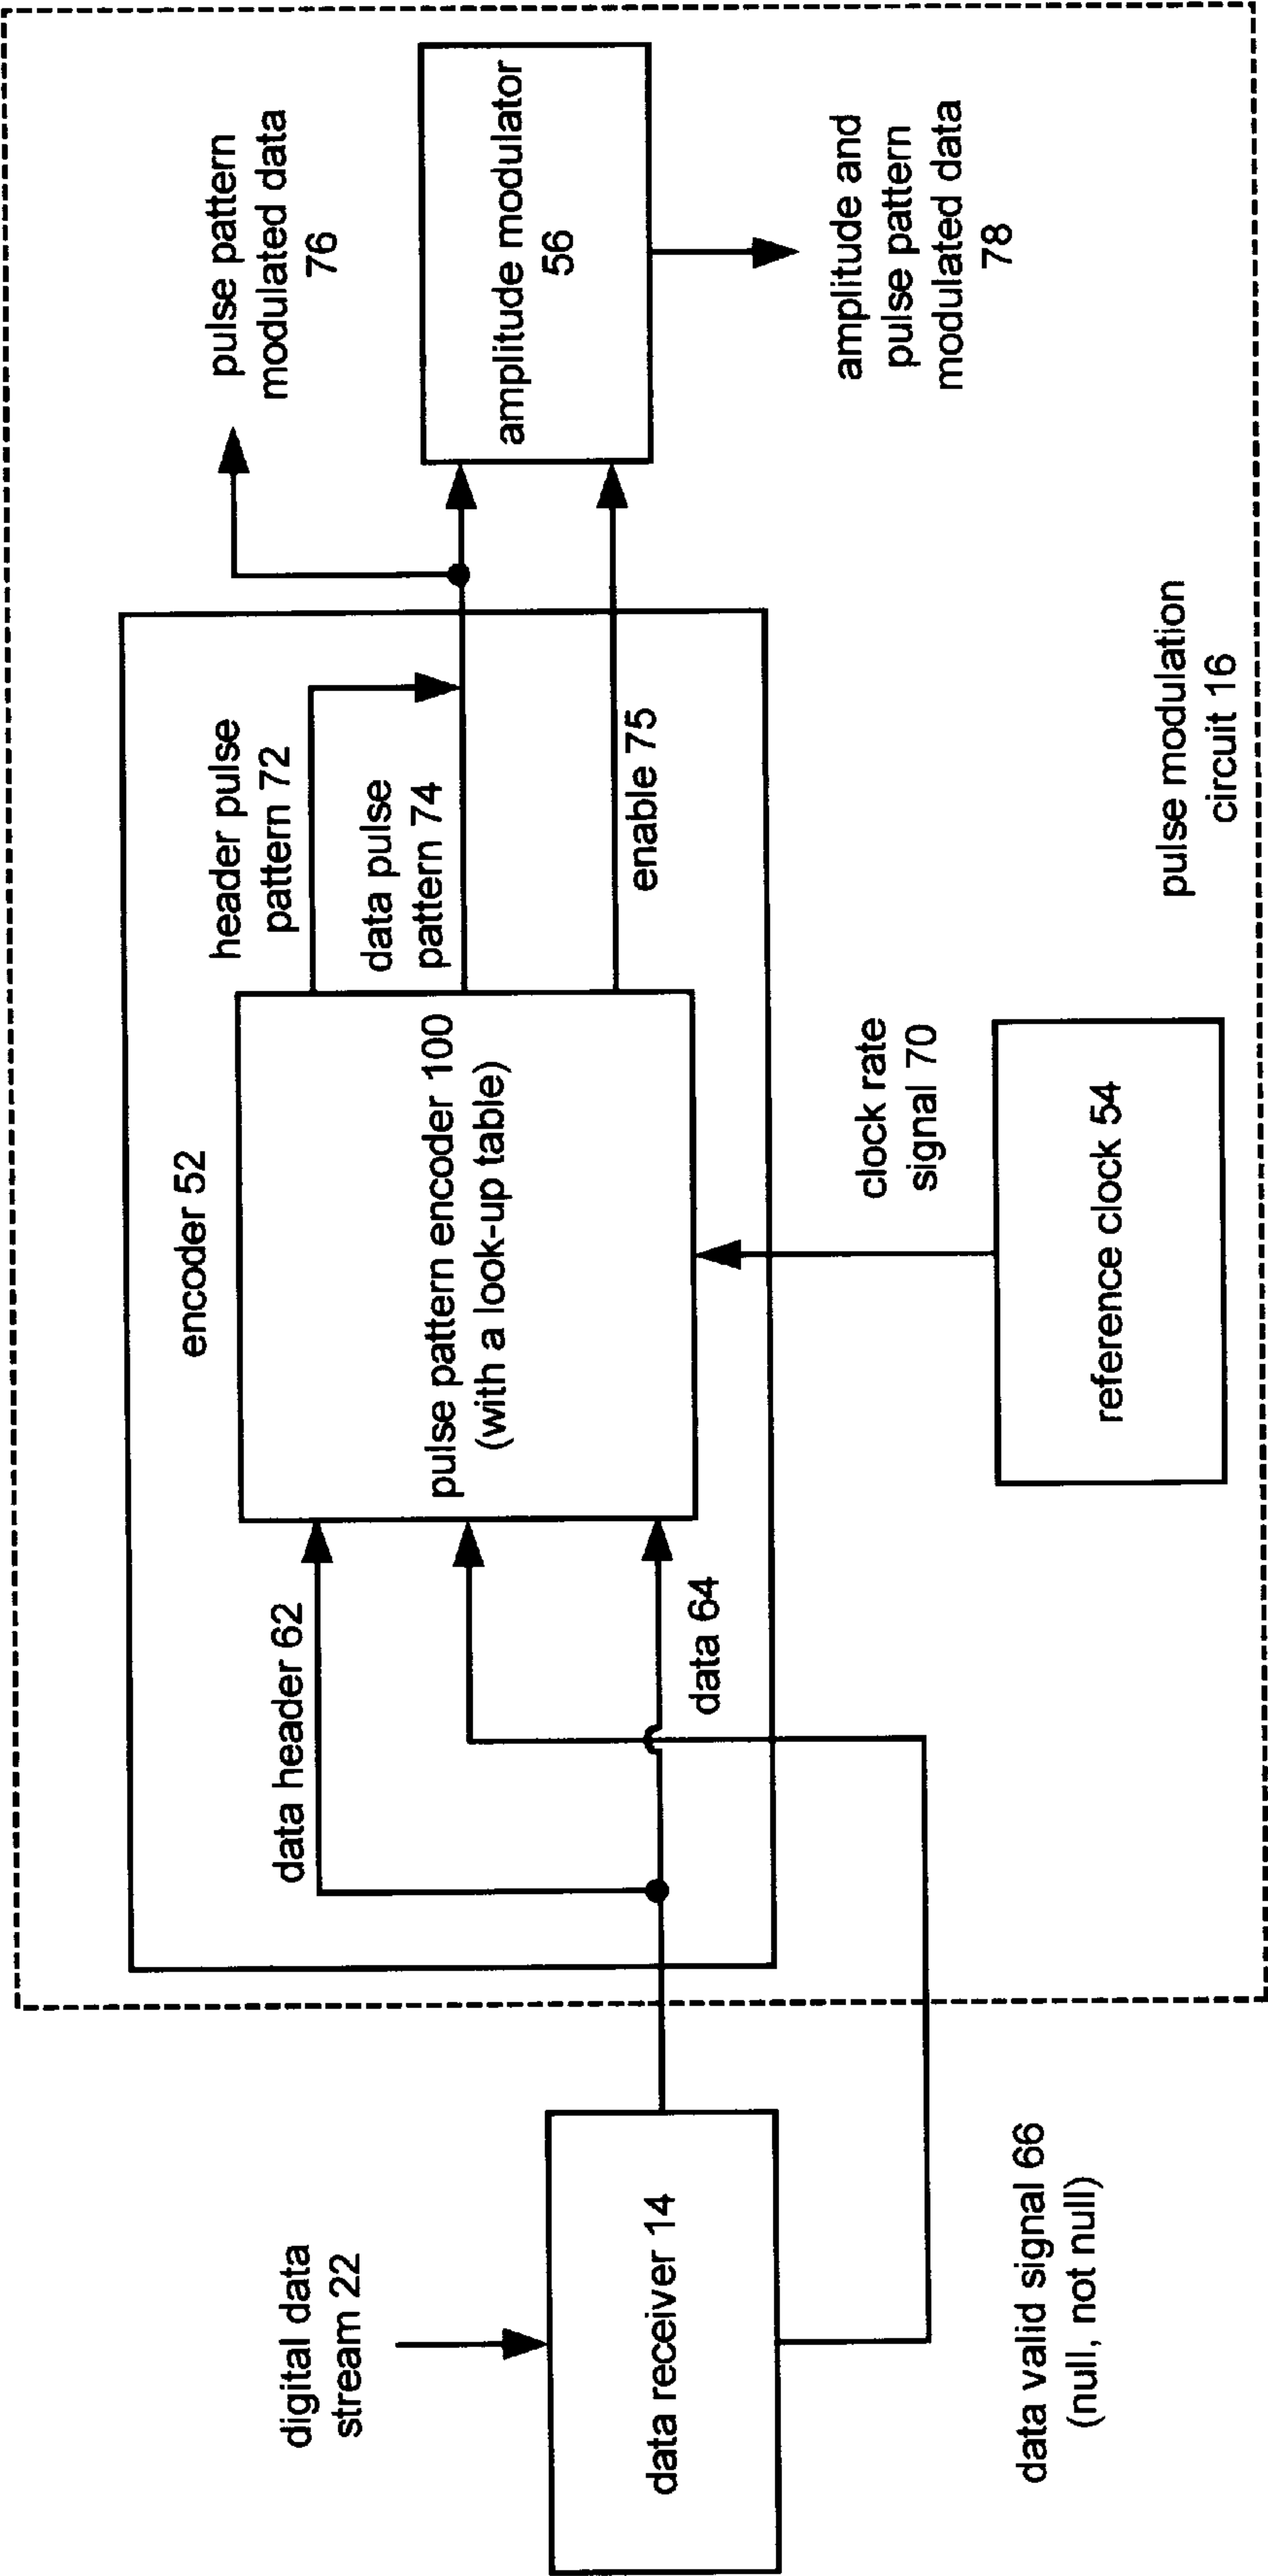 digital data
stream 22
data receiver 14
data valid signal 66
(null, not null)
data header 62
data 64
encoder 52
pulse pattern encoder 100
(with a look-up table)
clock rate
signal 70
reference clock 54
header pulse
pattern 72
data pulse
pattern 74
enable 75
pulse pattern
modulated data
76
amplitude modulator
56
amplitude and
pulse pattern
modulated data
78
pulse modulation
circuit 16